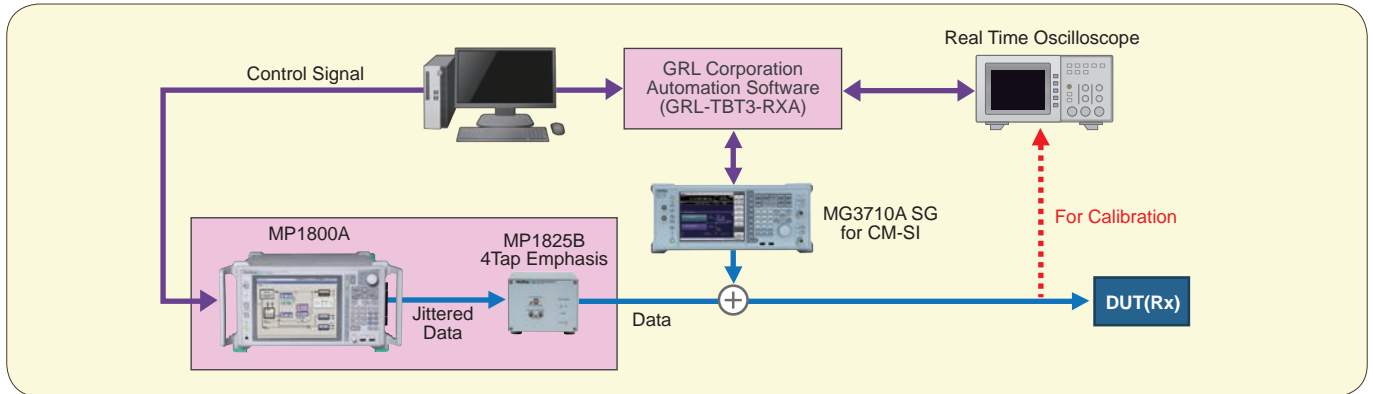 Real Time Oscilloscope
Control Signal
GRL Corporation
Automation Software
(GRL-TBT3-RXA)
MG3710A SG
for CM-SI
For Calibration
MP1800A
MP1825B
4Tap Emphasis
Jittered
Data
Data
DUT(Rx)